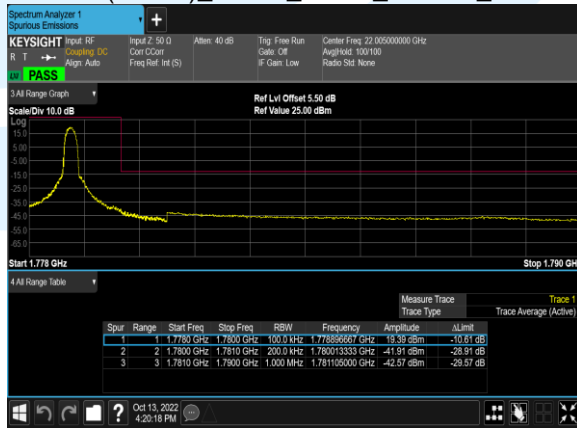 Spectrum Analyzer 1
Spurious Emissions
+
KEYSIGHT Input: RF Input Z: 50 Ω Atten: 40 dB Trig: Free Run Center Freq: 22.005000000 GHz
R T Coupling: DC Corr CCorr Gate: Off Avg|Hold: 100/100
Align: Auto Freq Ref: Int (S) IF Gain: Low Radio Std: None
PASS
3 All Range Graph
Ref Lvl Offset 5.50 dB
Scale/Div 10.0 dB Ref Value 25.00 dBm
Log
15.0
5.00
-5.00
-15.0
-25.0
-35.0
-45.0
-55.0
-65.0
Start 1.778 GHz Stop 1.790 GH
4 All Range Table
Measure Trace Trace 1
Trace Type Trace Average (Active)
Spur Range Start Freq Stop Freq RBW Frequency Amplitude ΔLimit
1 1 1.7780 GHz 1.7800 GHz 100.0 kHz 1.778896667 GHz 19.39 dBm -10.61 dB
2 2 1.7800 GHz 1.7810 GHz 200.0 kHz 1.780013333 GHz -41.91 dBm -28.91 dB
3 3 1.7810 GHz 1.7900 GHz 1.000 MHz 1.781105000 GHz -42.57 dBm -29.57 dB
? Oct 13, 2022
4:20:18 PM